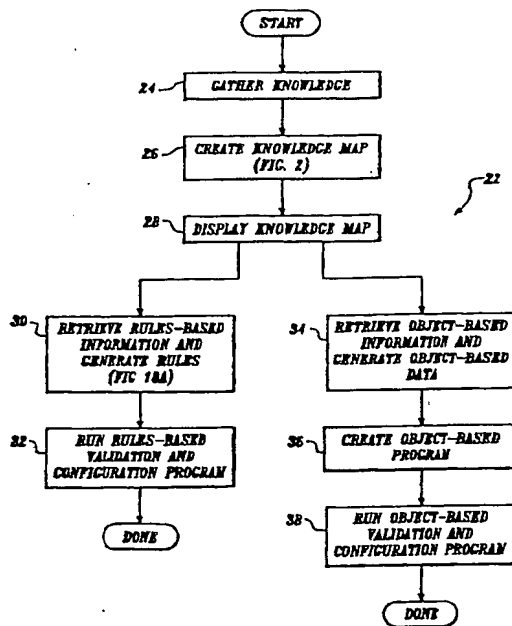 START
24
GATHER KNOWLEDGE
26
CREATE KNOWLEDGE MAP
(FIG. 2)
22
28
DISPLAY KNOWLEDGE MAP
30
RETRIEVE RULES-BASED
INFORMATION AND
GENERATE RULES
(FIG 18A)
34
RETRIEVE OBJECT-BASED
INFORMATION AND
GENERATE OBJECT-BASED
DATA
32
RUN RULES-BASED
VALIDATION AND
CONFIGURATION PROGRAM
36
CREATE OBJECT-BASED
PROGRAM
DONE
38
RUN OBJECT-BASED
VALIDATION AND
CONFIGURATION PROGRAM
DONE